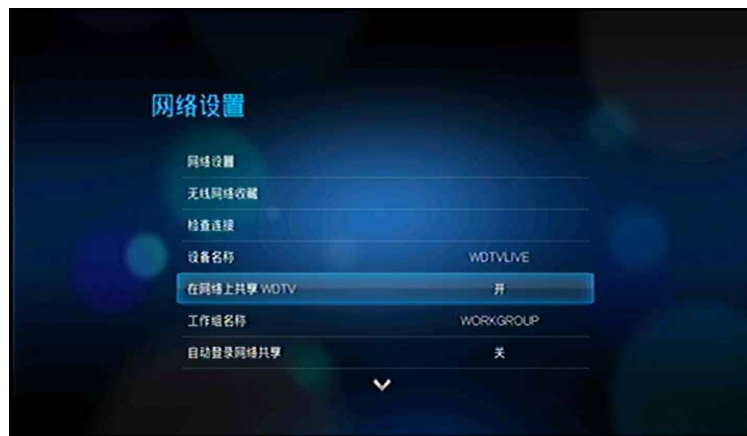 网络设置
网络设置
无线网络收藏
检查连接
设备名称 WDTVLIVE
在网络上共享 WDTV 开
工作组名称 WORKGROUP
自动登录网络共享 关